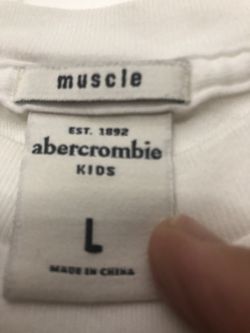 muscle
EST. 1892
abercrombie
KIDS
L
MADE IN CHINA